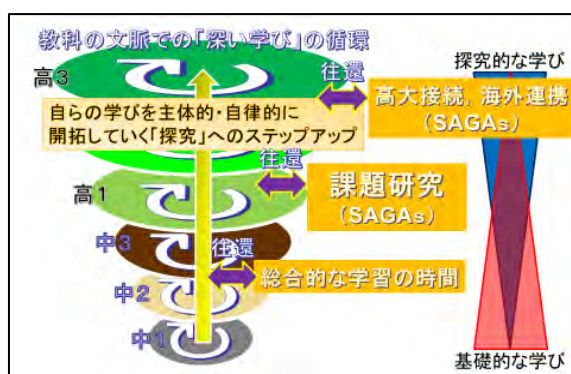 教科の文脈での「深い学び」の循環
高3
往還
探究的な学び
高大接続，海外連携
(SAGAs)
自らの学びを主体的・自律的に
開拓していく「探究」へのステップアップ
往還
高1
課題研究
(SAGAs)
中3
往還
総合的な学習の時間
中2
中1
基礎的な学び